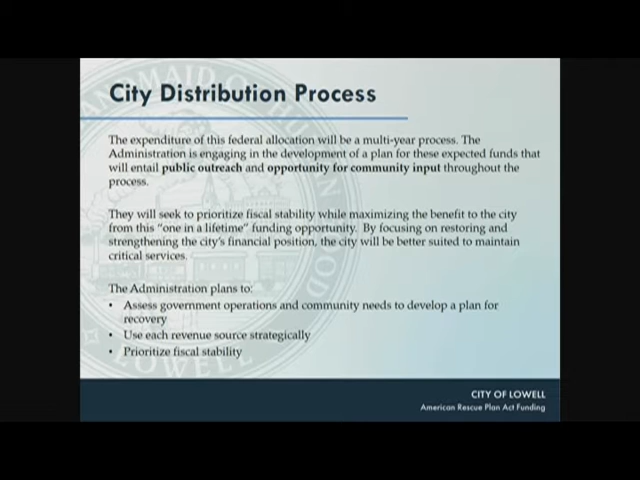 City Distribution Process
The expenditure of this federal allocation will be a multi-year process. The
Administration is engaging in the development of a plan for these expected funds that
will entail public outreach and opportunity for community input throughout the
process.
They will seek to prioritize fiscal stability while maximizing the benefit to the city
from this "one in a lifetime" funding opportunity. By focusing on restoring and
strengthening the city's financial position, the city will be better suited to maintain
critical services.
The Administration plans to:
• Assess government operations and community needs to develop a plan for
recovery
• Use each revenue source strategically
• Prioritize fiscal stability
LOWELL
CITY OF LOWELL
American Rescue Plan Act Funding